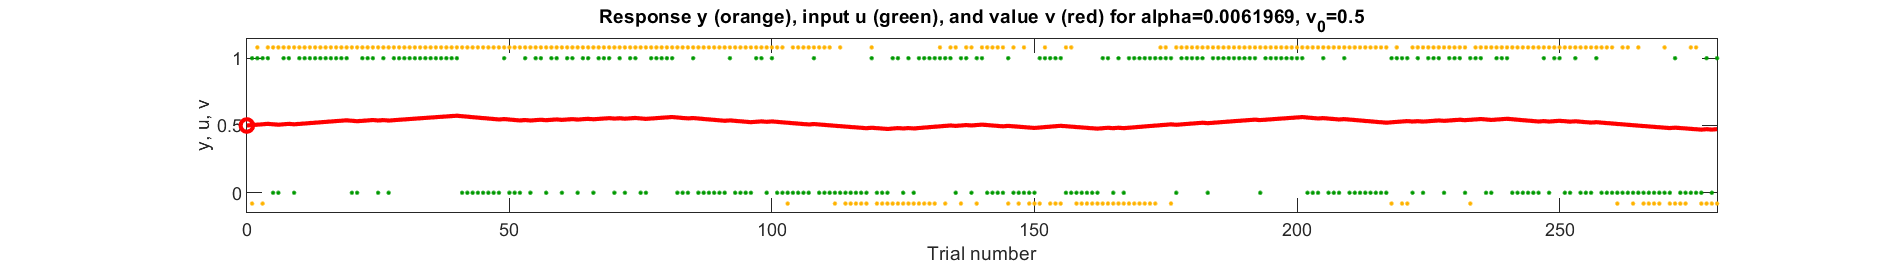 Response y (orange), input u (green), and value v (red) for alpha=0.0061969, v0=0.5
y, u, v
1
0.5
0
0 50 100 150 200 250
Trial number